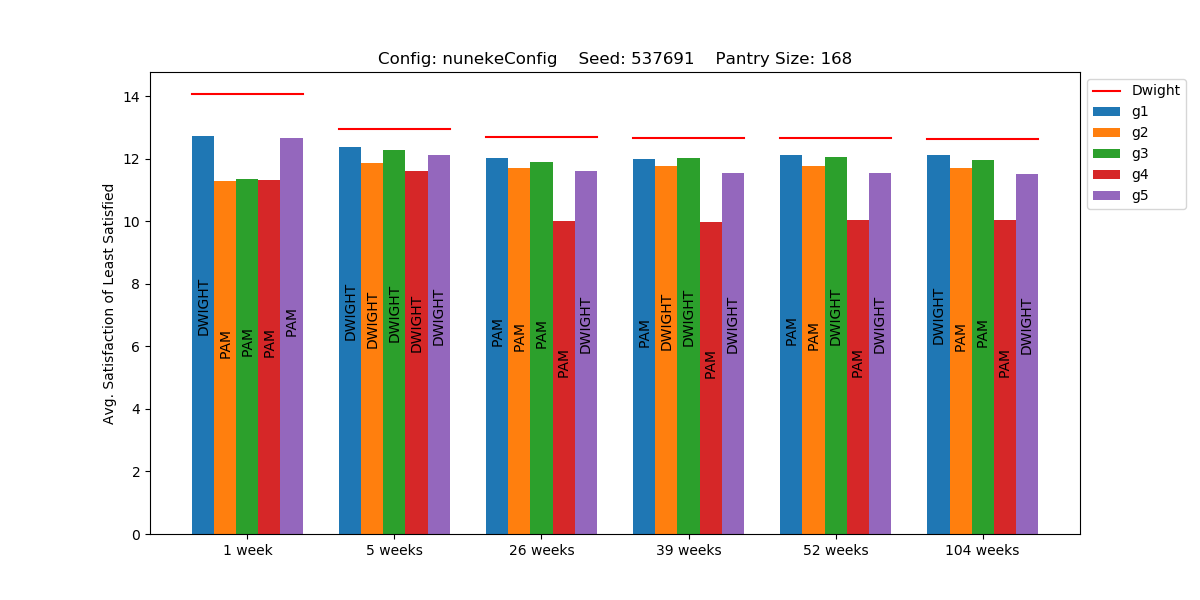 Config: nunekeConfig    Seed: 537691    Pantry Size: 168
Avg. Satisfaction of Least Satisfied
14
12
10
8
6
4
2
0
DWIGHT
PAM
PAM
PAM
PAM
DWIGHT
DWIGHT
DWIGHT
DWIGHT
DWIGHT
PAM
PAM
PAM
PAM
DWIGHT
PAM
DWIGHT
DWIGHT
PAM
DWIGHT
PAM
PAM
DWIGHT
PAM
DWIGHT
DWIGHT
PAM
PAM
PAM
DWIGHT
1 week
5 weeks
26 weeks
39 weeks
52 weeks
104 weeks
Dwight
g1
g2
g3
g4
g5